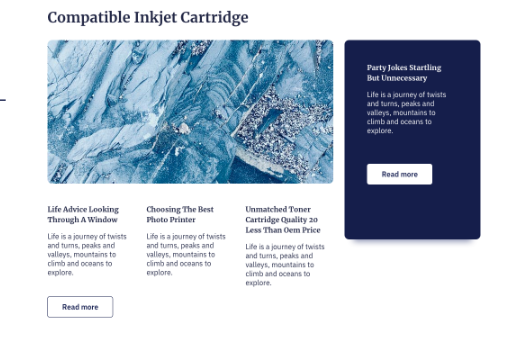 Compatible Inkjet Cartridge
Party Jokes Startling
But Unnecessary
Life is a journey of twists
and turns, peaks and
valleys, mountains to
climb and oceans to
explore.
Read more
Life Advice Looking
Through A Window
Life is a journey of twists
and turns, peaks and
valleys, mountains to
climb and oceans to
explore.
Read more
Choosing The Best
Photo Printer
Life is a journey of twists
and turns, peaks and
valleys, mountains to
climb and oceans to
explore.
Unmatched Toner
Cartridge Quality 20
Less Than Oem Price
Life is a journey of twists
and turns, peaks and
valleys, mountains to
climb and oceans to
explore.